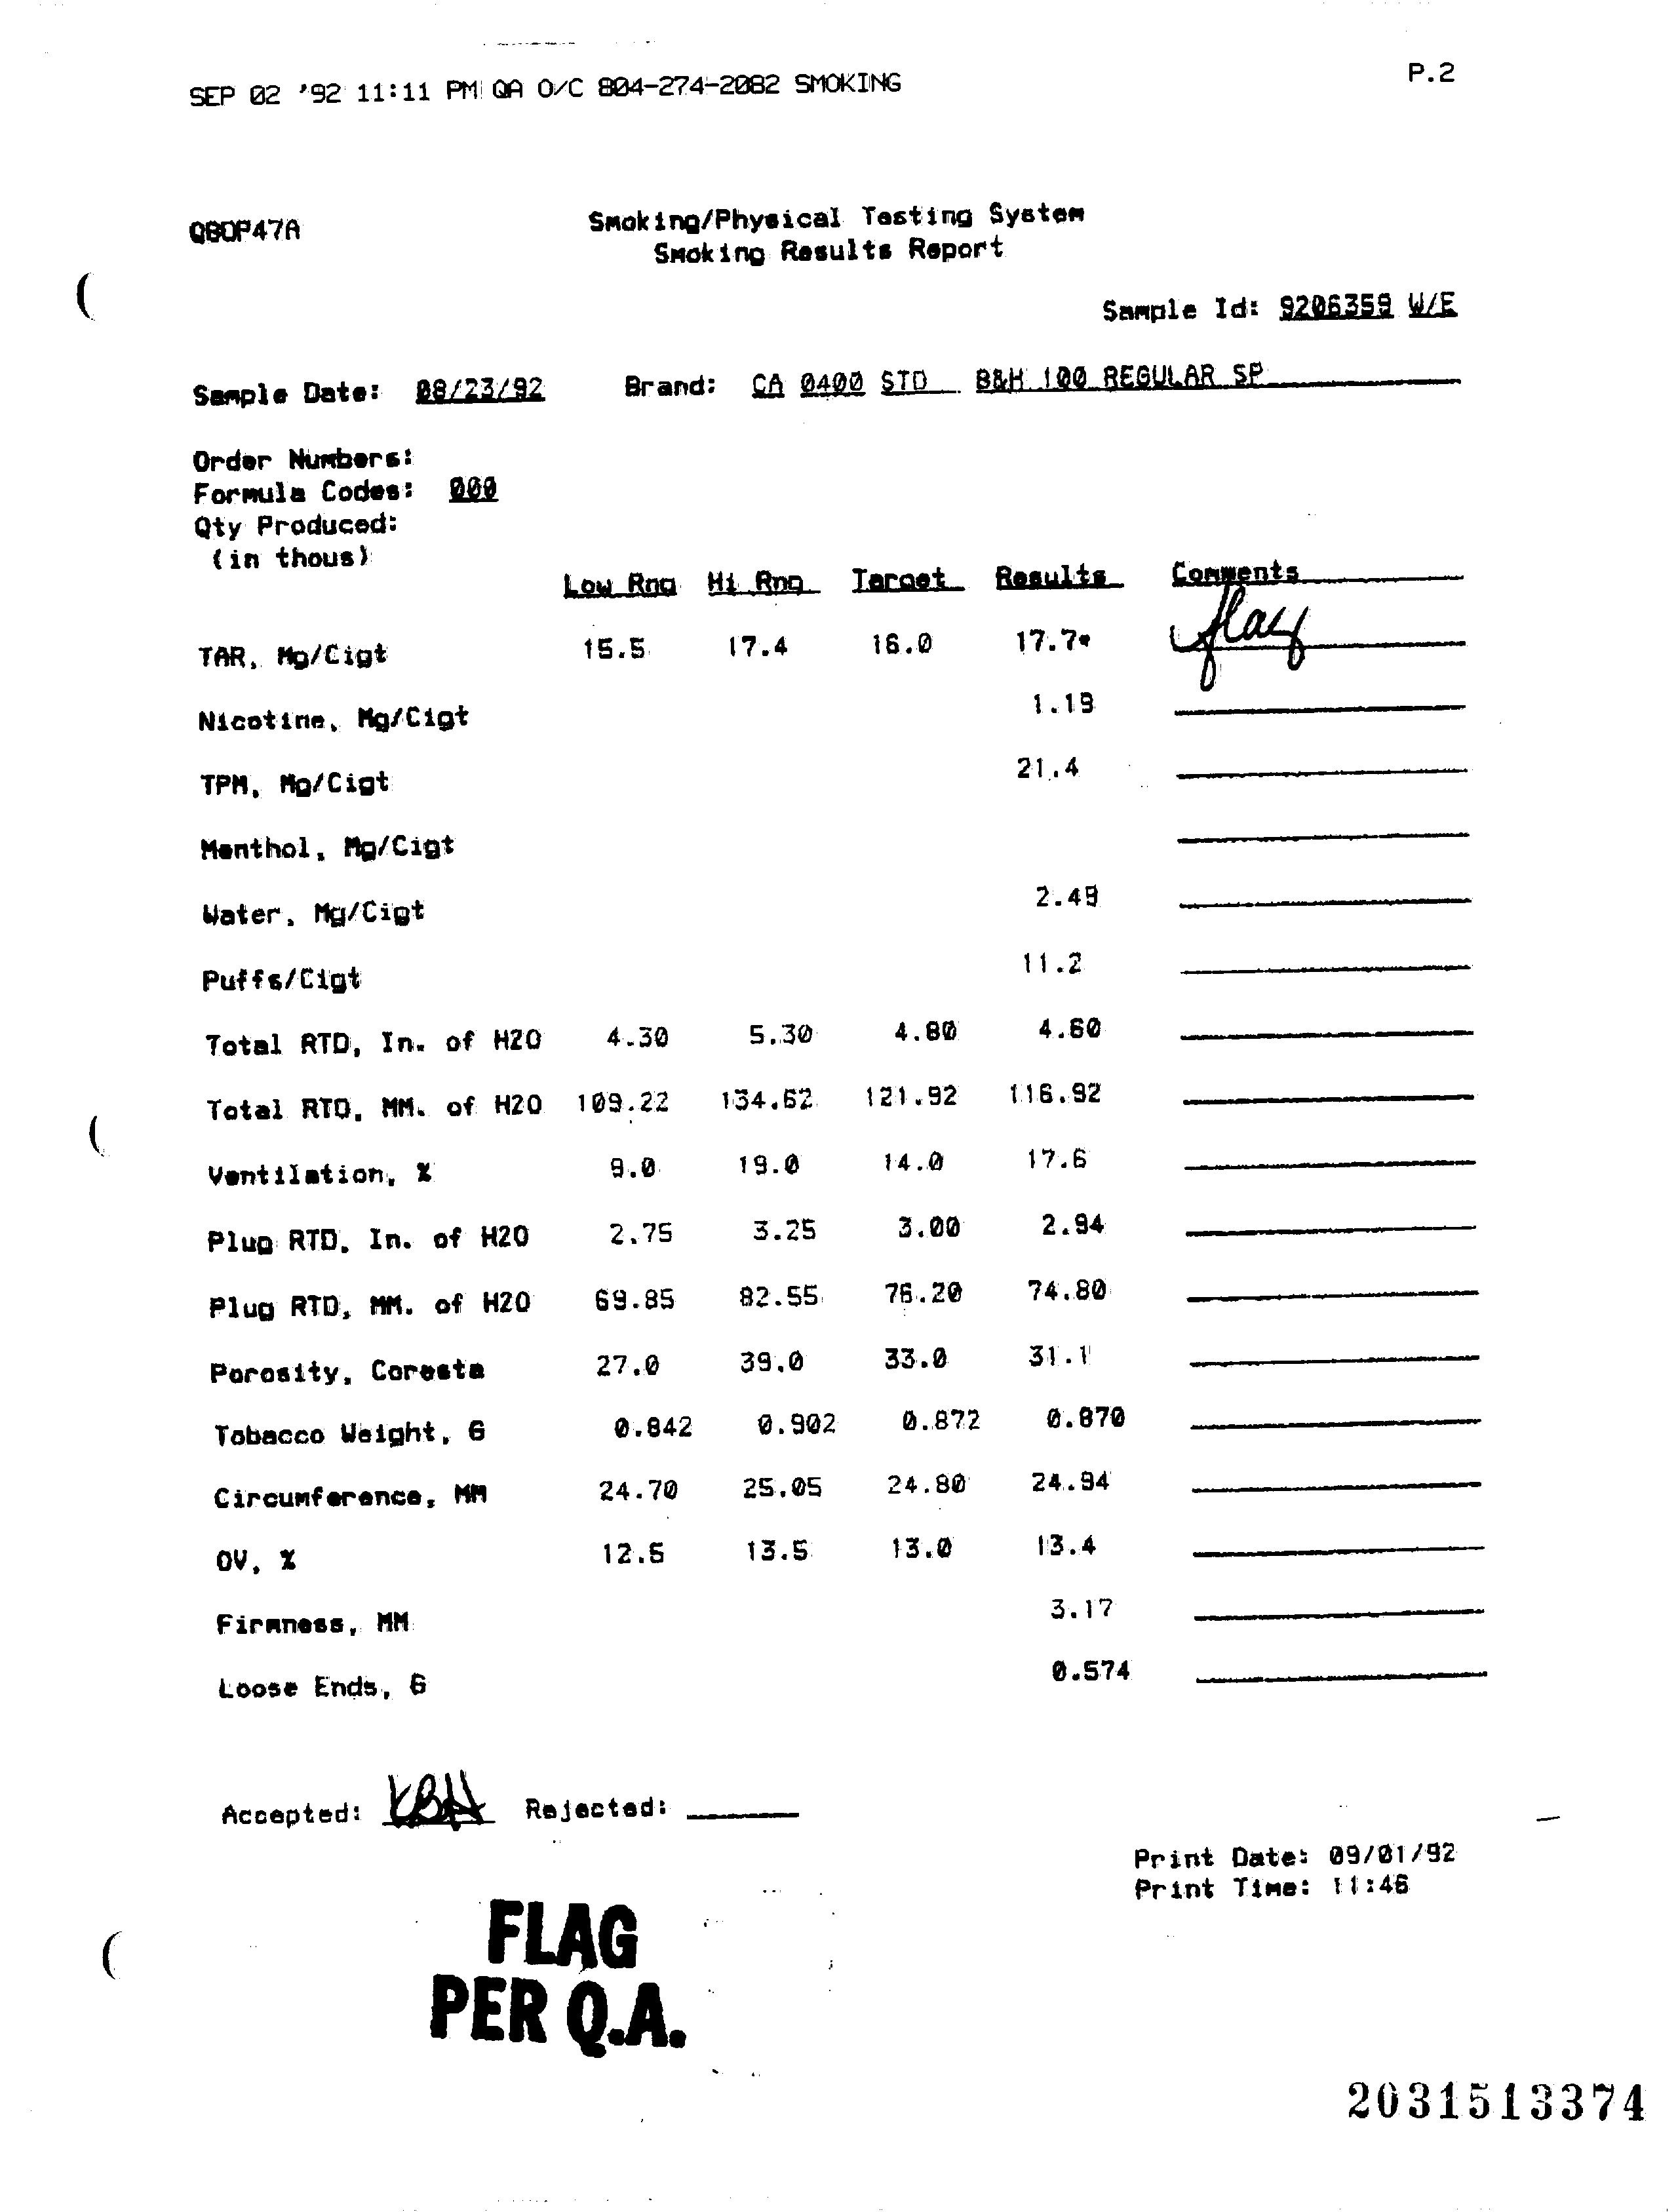 SEP 02 '92 11:11 PM QA O/C 804-274-2082 SMOKING P.2
QBOP47A Smoking/Physical Testing System
Smoking Results Report
Sample Id: 9206359 W/E
Sample Date: 08/23/92 Brand: CA 0400 STD B&H 100 REGULAR SP
Order Numbers:
Formula Codes: 000
Qty Produced:
(in thous)
Low Rng Hi Rng Target Results Comments
TAR, Mg/Cigt 15.5 17.4 16.0 17.7* flag
Nicotine, Mg/Cigt 1.19
TPM, Mg/Cigt 21.4
Menthol, Mg/Cigt
Water, Mg/Cigt 2.49
Puffs/Cigt 11.2
Total RTD, In. of H2O 4.30 5.30 4.80 4.60
Total RTD, MM. of H2O 109.22 134.62 121.92 116.92
Ventilation, % 9.0 19.0 14.0 17.6
Plug RTD, In. of H2O 2.75 3.25 3.00 2.94
Plug RTD, MM. of H2O 69.85 82.55 76.20 74.80
Porosity, Coresta 27.0 39.0 33.0 31.1
Tobacco Weight, G 0.842 0.902 0.872 0.870
Circumference, MM 24.70 25.05 24.80 24.94
OV, % 12.5 13.5 13.0 13.4
Firmness, MM 3.17
Loose Ends, G 0.574
Accepted: KBH Rejected:
Print Date: 09/01/92
Print Time: 11:46
FLAG
PER Q.A.
2031513374